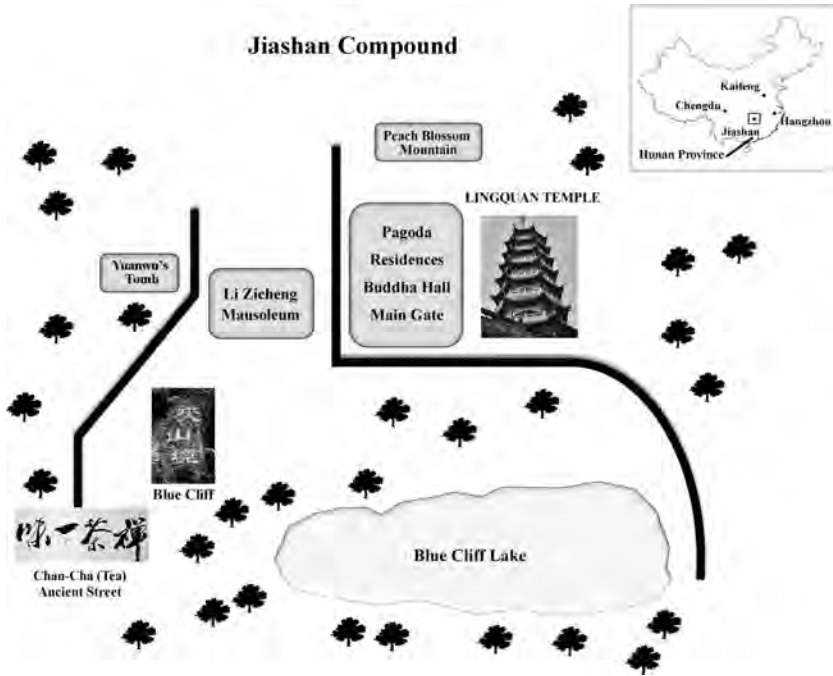 Jiashan Compound
Kaifeng
Chengdu
Hangzhou
Jiashan
Hunan Province
Peach Blossom
Mountain
LINGQUAN TEMPLE
Pagoda
Residences
Buddha Hall
Main Gate
Yuanwu's
Tomb
Li Zicheng
Mausoleum
Blue Cliff
禪茶一味
Chan-Cha (Tea)
Ancient Street
Blue Cliff Lake